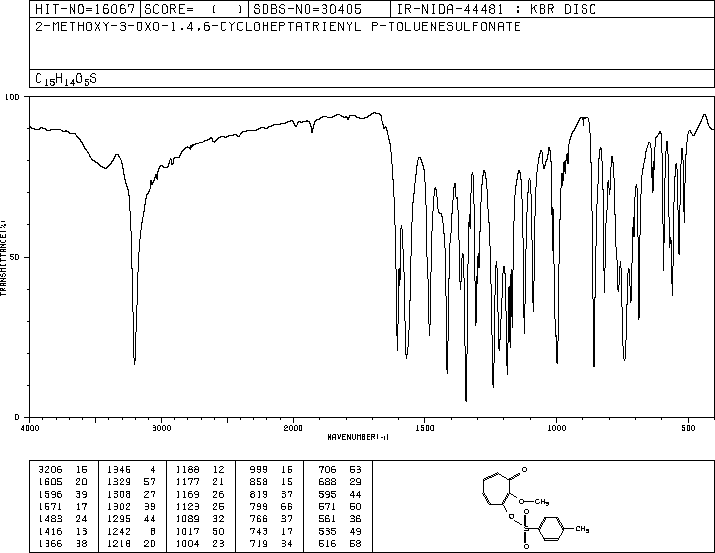 HIT-NO=16067 SCORE= ( ) SDBS-NO=30405 IR-NIDA-44481 : KBR DISC
2-METHOXY-3-OXO-1,4,6-CYCLOHEPTATRIENYL P-TOLUENESULFONATE
C15H14O5S
100
50
0
TRANSMITTANCE(%)
4000 3000 2000 1500 1000 500
WAVENUMBER(-1)
3206 16 1346 4 1188 12 999 16 706 53
1605 20 1329 57 1177 21 858 15 688 29
1596 39 1308 27 1169 26 819 37 595 44
1571 17 1302 39 1123 25 799 66 571 50
1483 24 1295 44 1089 32 766 37 561 36
1416 13 1242 8 1017 50 743 17 535 49
1366 38 1218 20 1004 23 719 34 516 58
O
O—CH3
O
O
S
CH3
O